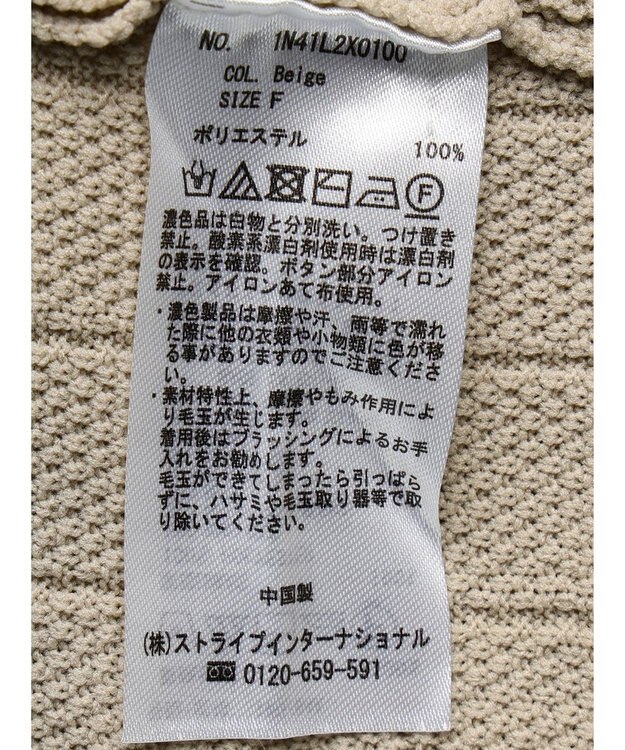 NO. 1N41L2X0100
COL. Beige
SIZE F
ポリエステル 100%
F
濃色品は白物と分別洗い。つけ置き
禁止。酸素系漂白剤使用時は漂白剤
の表示を確認。ボタン部分アイロン
禁止。アイロンあて布使用。
・濃色製品は摩擦や汗、雨等で濡れ
た際に他の衣類や小物類に色が移
る事がありますのでご注意くださ
い。
・素材特性上、摩擦やもみ作用によ
り毛玉が生じます。
着用後はブラッシングによるお手
入れをお勧めします。
毛玉ができてしまったら引っぱら
ずに、ハサミや毛玉取り器等で取
り除いてください。
中国製
(株)ストライプインターナショナル
0120-659-591